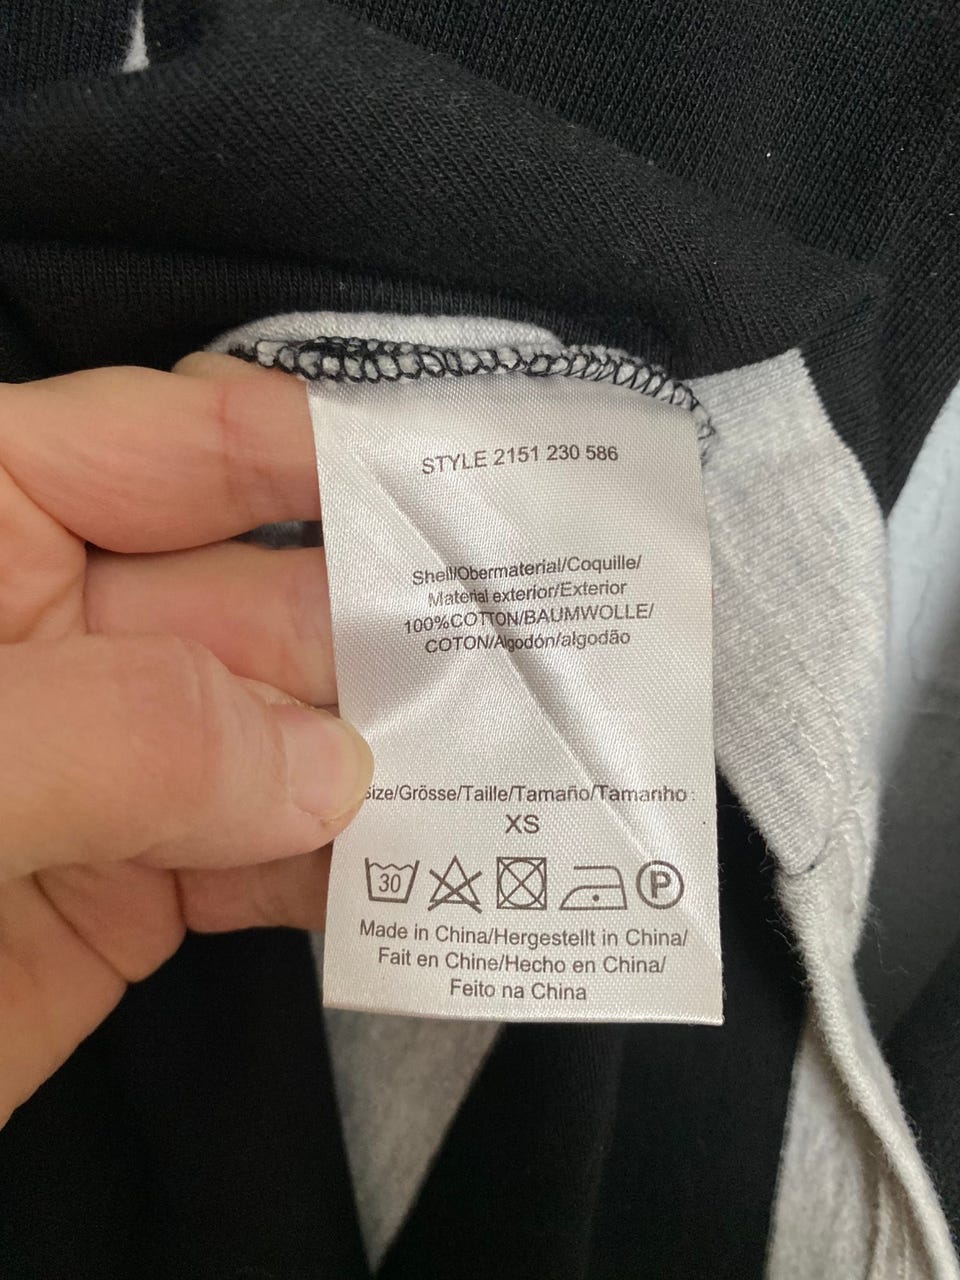 STYLE 2151 230 586
Shell/Obermaterial/Coquille/
Material exterior/Exterior
100%COTTON/BAUMWOLLE/
COTON/Algodón/algodão
Size/Grösse/Taille/Tamaño/Tamanho :
XS
30 P
Made in China/Hergestellt in China/
Fait en Chine/Hecho en China/
Feito na China